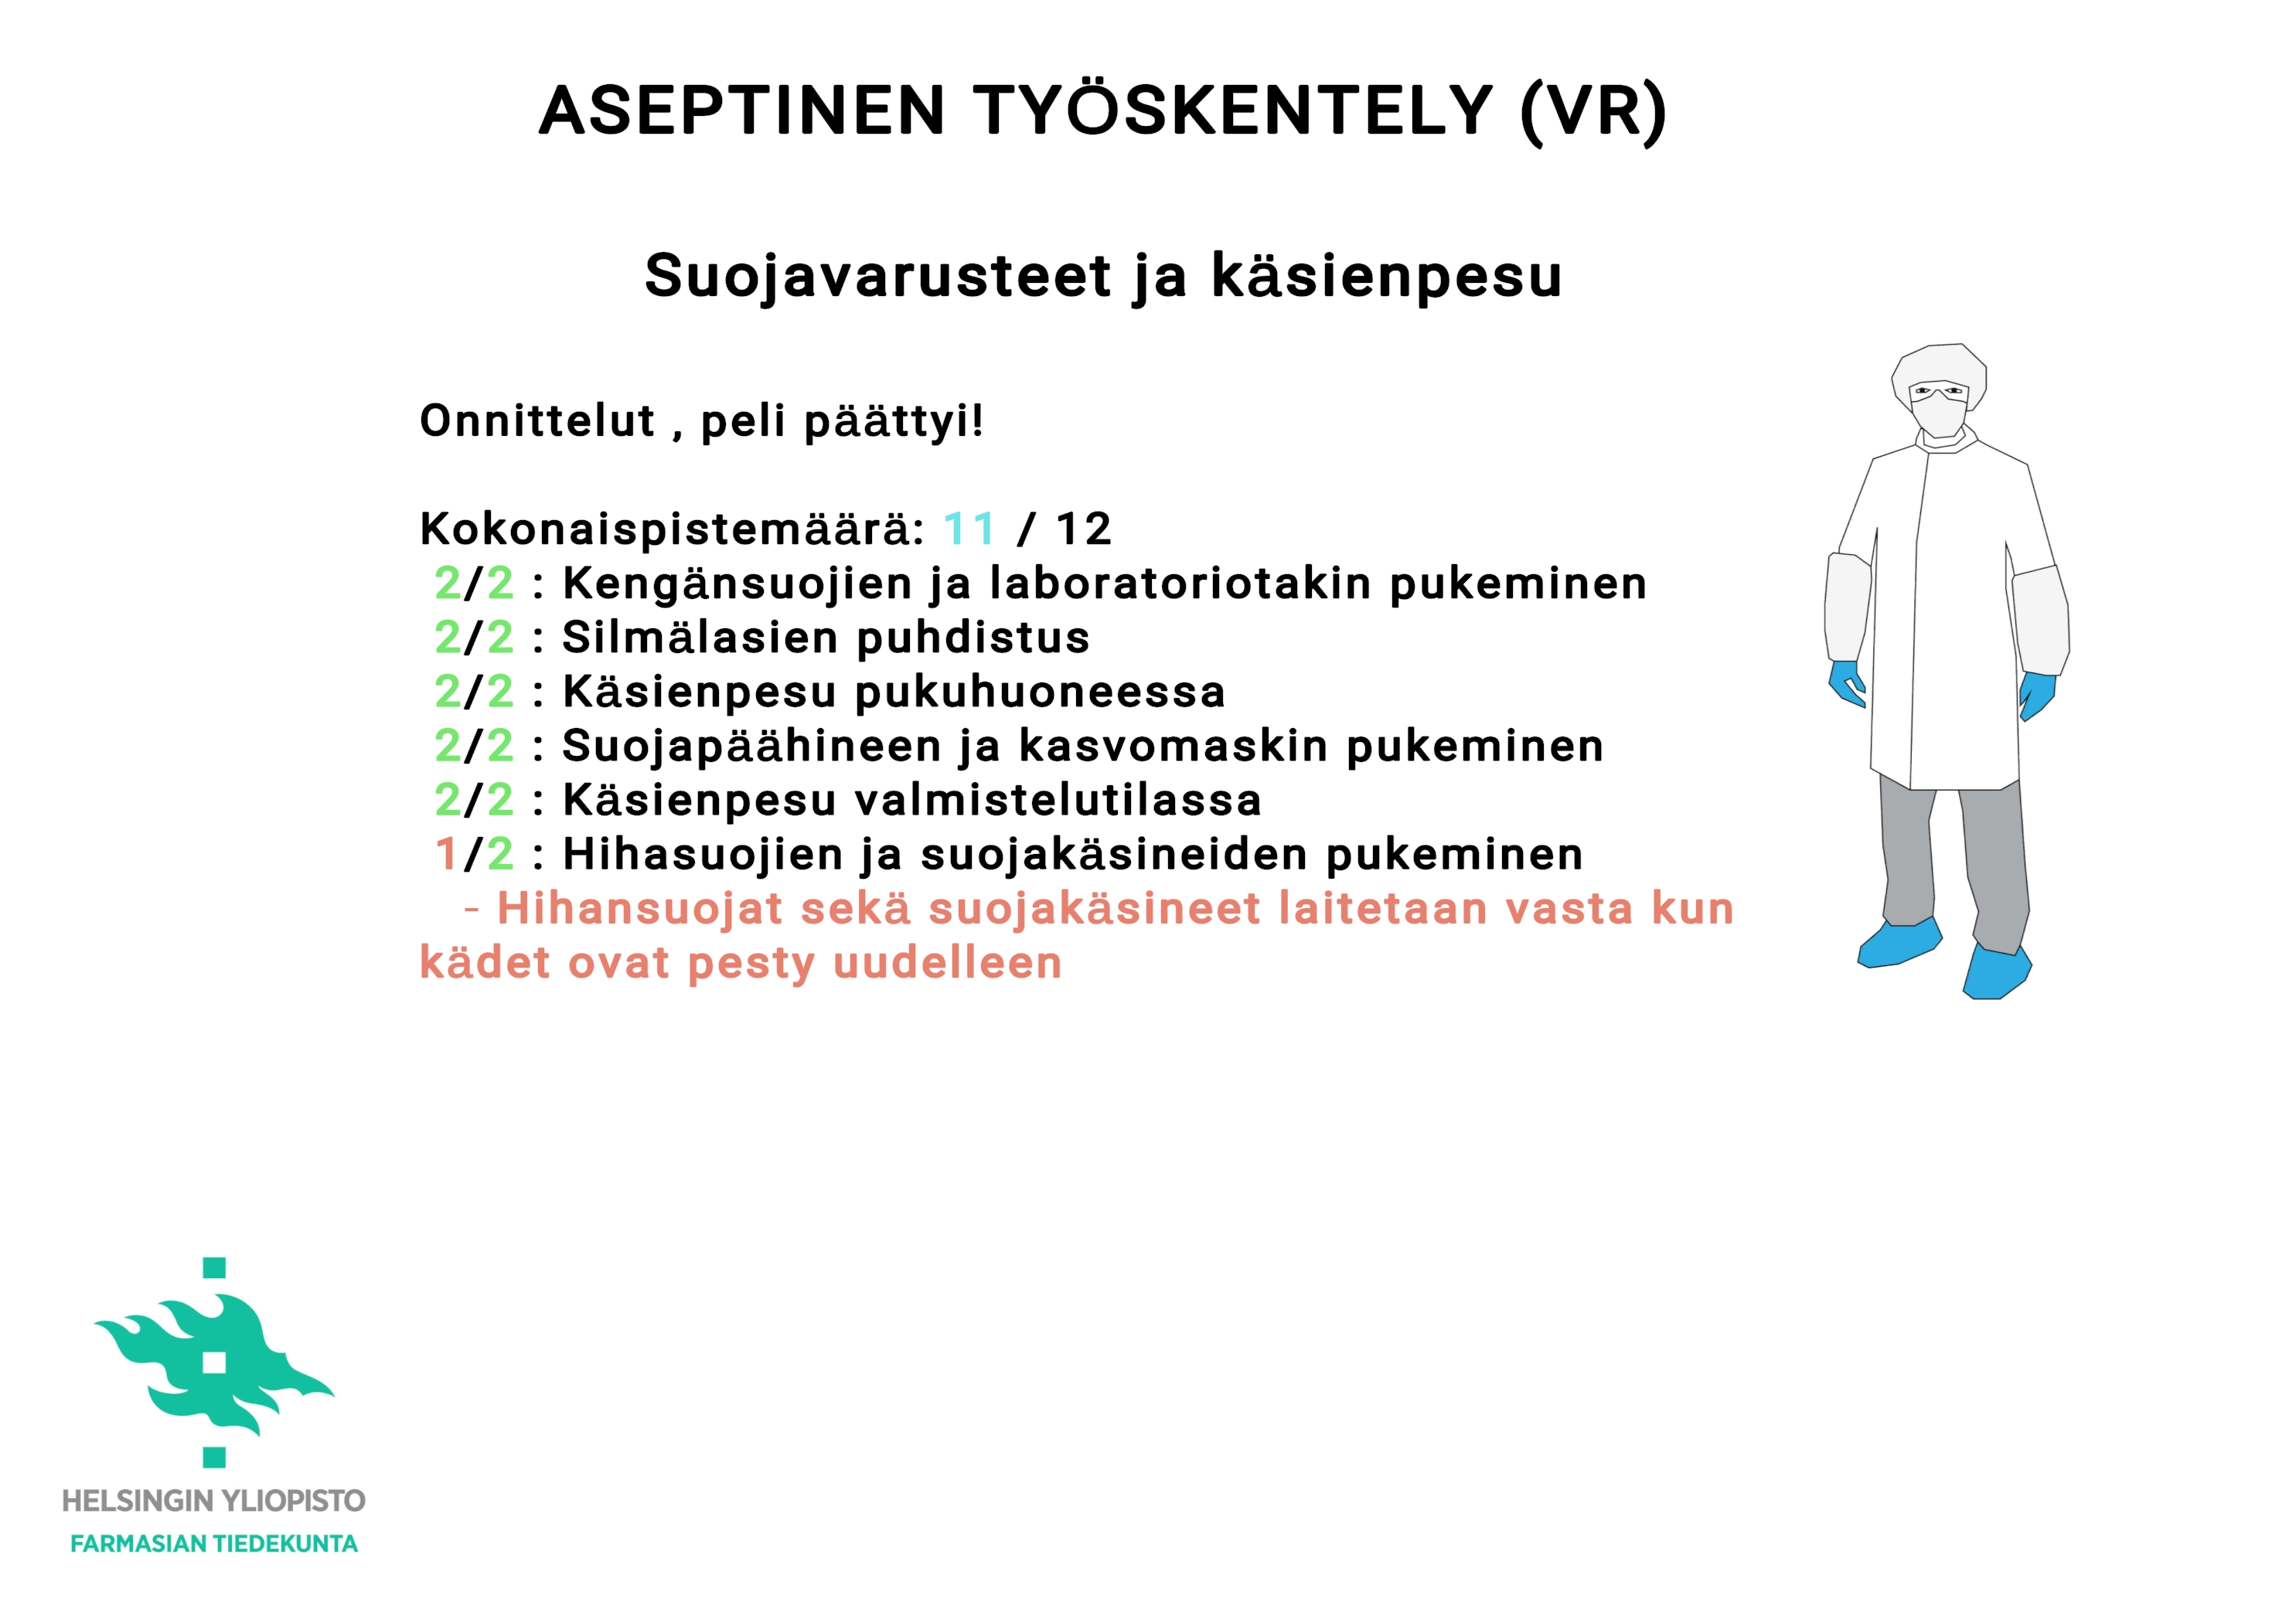 ASEPTINEN TYÖSKENTELY (VR)
Suojavarusteet ja käsienpesu
Onnittelut , peli päättyi!
Kokonaispistemäärä: 11 / 12
2/2 : Kengänsuojien ja laboratoriotakin pukeminen
2/2 : Silmälasien puhdistus
2/2 : Käsienpesu pukuhuoneessa
2/2 : Suojapäähineen ja kasvomaskin pukeminen
2/2 : Käsienpesu valmistelutilassa
1/2 : Hihasuojien ja suojakäsineiden pukeminen
- Hihansuojat sekä suojakäsineet laitetaan vasta kun
kädet ovat pesty uudelleen
HELSINGIN YLIOPISTO
FARMASIAN TIEDEKUNTA